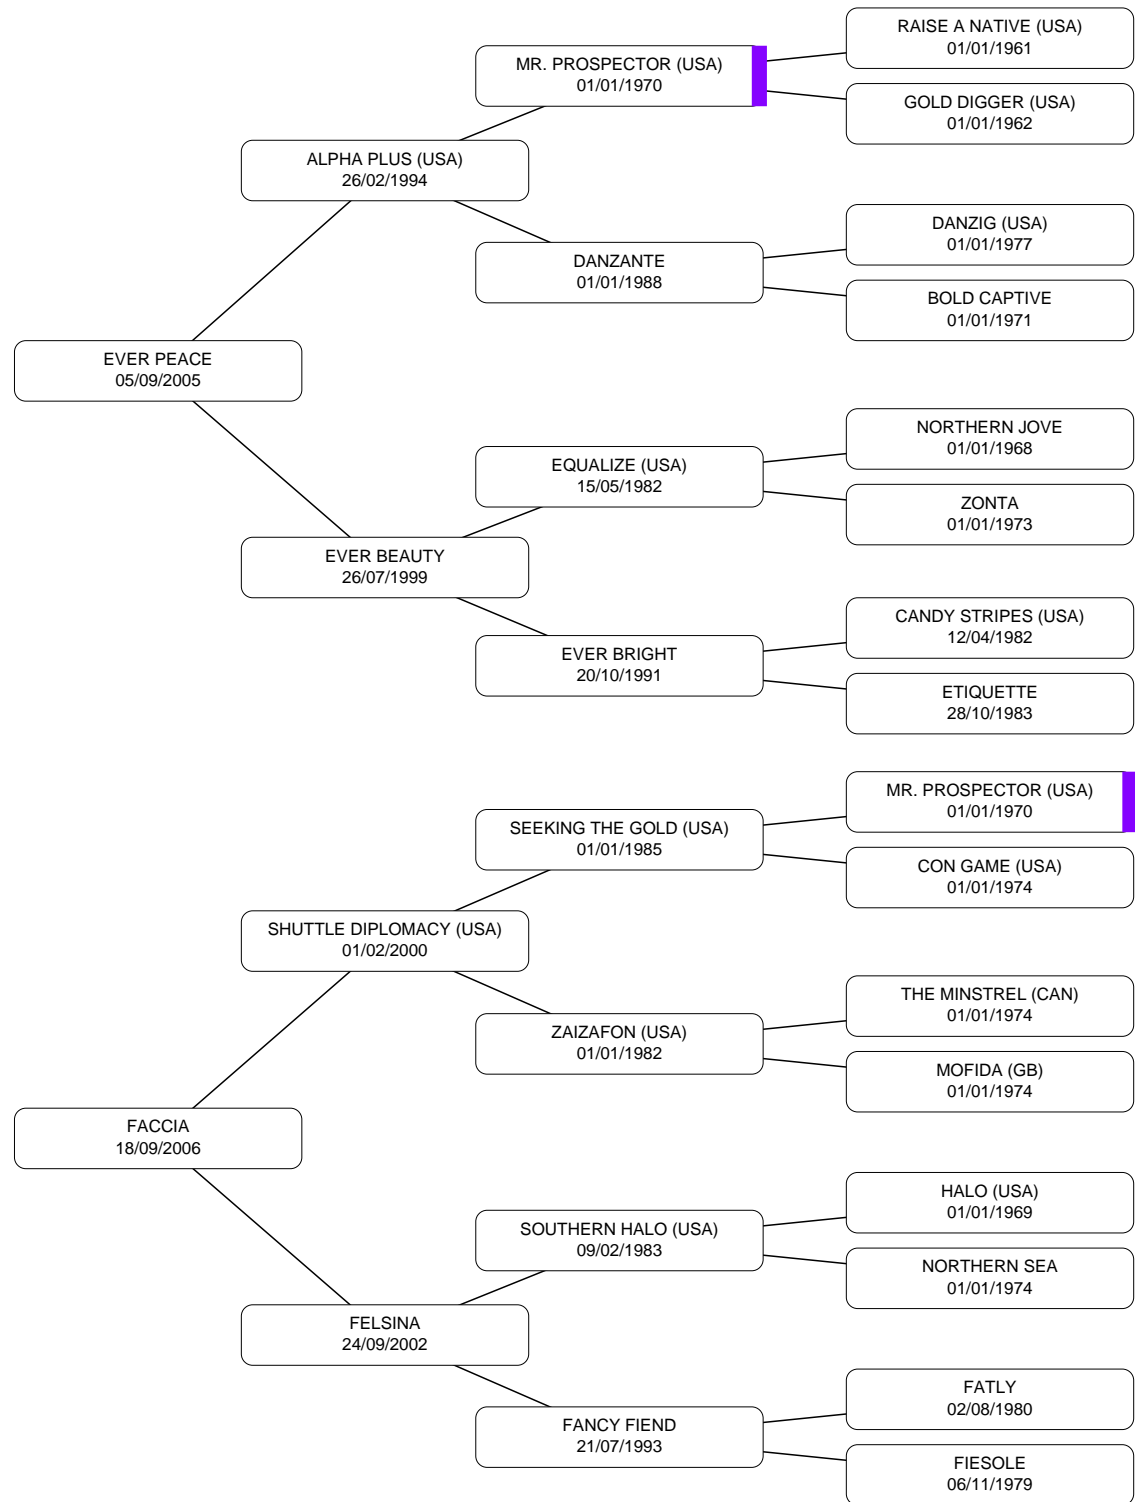 RAISE A NATIVE (USA)
01/01/1961
MR. PROSPECTOR (USA)
01/01/1970
GOLD DIGGER (USA)
01/01/1962
ALPHA PLUS (USA)
26/02/1994
DANZIG (USA)
01/01/1977
DANZANTE
01/01/1988
BOLD CAPTIVE
01/01/1971
EVER PEACE
05/09/2005
NORTHERN JOVE
01/01/1968
EQUALIZE (USA)
15/05/1982
ZONTA
01/01/1973
EVER BEAUTY
26/07/1999
CANDY STRIPES (USA)
12/04/1982
EVER BRIGHT
20/10/1991
ETIQUETTE
28/10/1983
MR. PROSPECTOR (USA)
01/01/1970
SEEKING THE GOLD (USA)
01/01/1985
CON GAME (USA)
01/01/1974
SHUTTLE DIPLOMACY (USA)
01/02/2000
THE MINSTREL (CAN)
01/01/1974
ZAIZAFON (USA)
01/01/1982
MOFIDA (GB)
01/01/1974
FACCIA
18/09/2006
HALO (USA)
01/01/1969
SOUTHERN HALO (USA)
09/02/1983
NORTHERN SEA
01/01/1974
FELSINA
24/09/2002
FATLY
02/08/1980
FANCY FIEND
21/07/1993
FIESOLE
06/11/1979